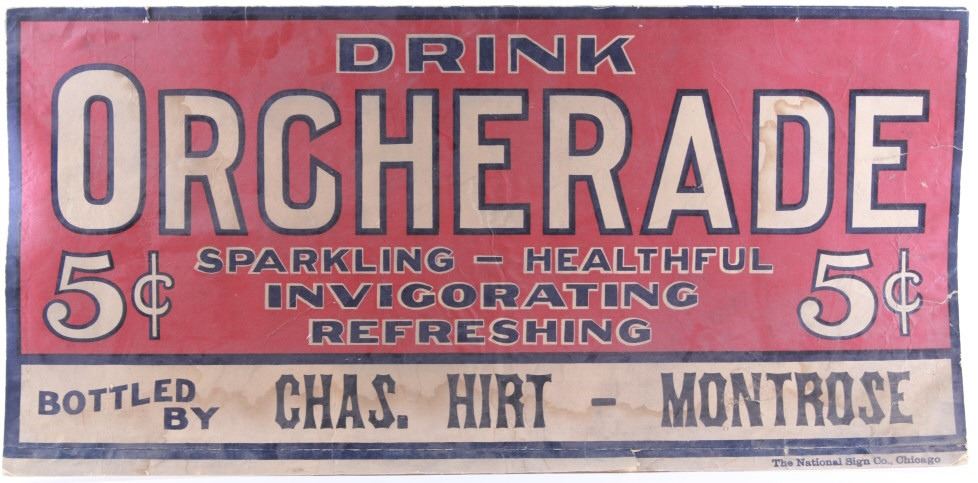 DRINK
ORCHERADE
5¢ SPARKLING — HEALTHFUL 5¢
INVIGORATING
REFRESHING
BOTTLED BY CHAS. HIRT - MONTROSE
The National Sign Co., Chicago